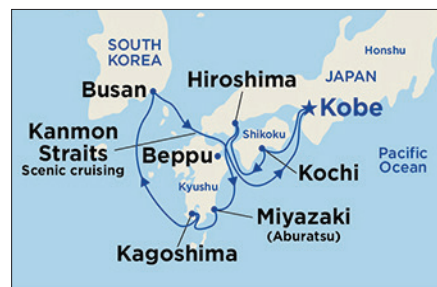 SOUTH
KOREA
Honshu
Hiroshima
JAPAN
Busan
Kobe
Kanmon
Straits
Scenic cruising
Shikoku
Beppu
Kochi
Pacific
Ocean
Kyushu
Miyazaki
(Aburatsu)
Kagoshima